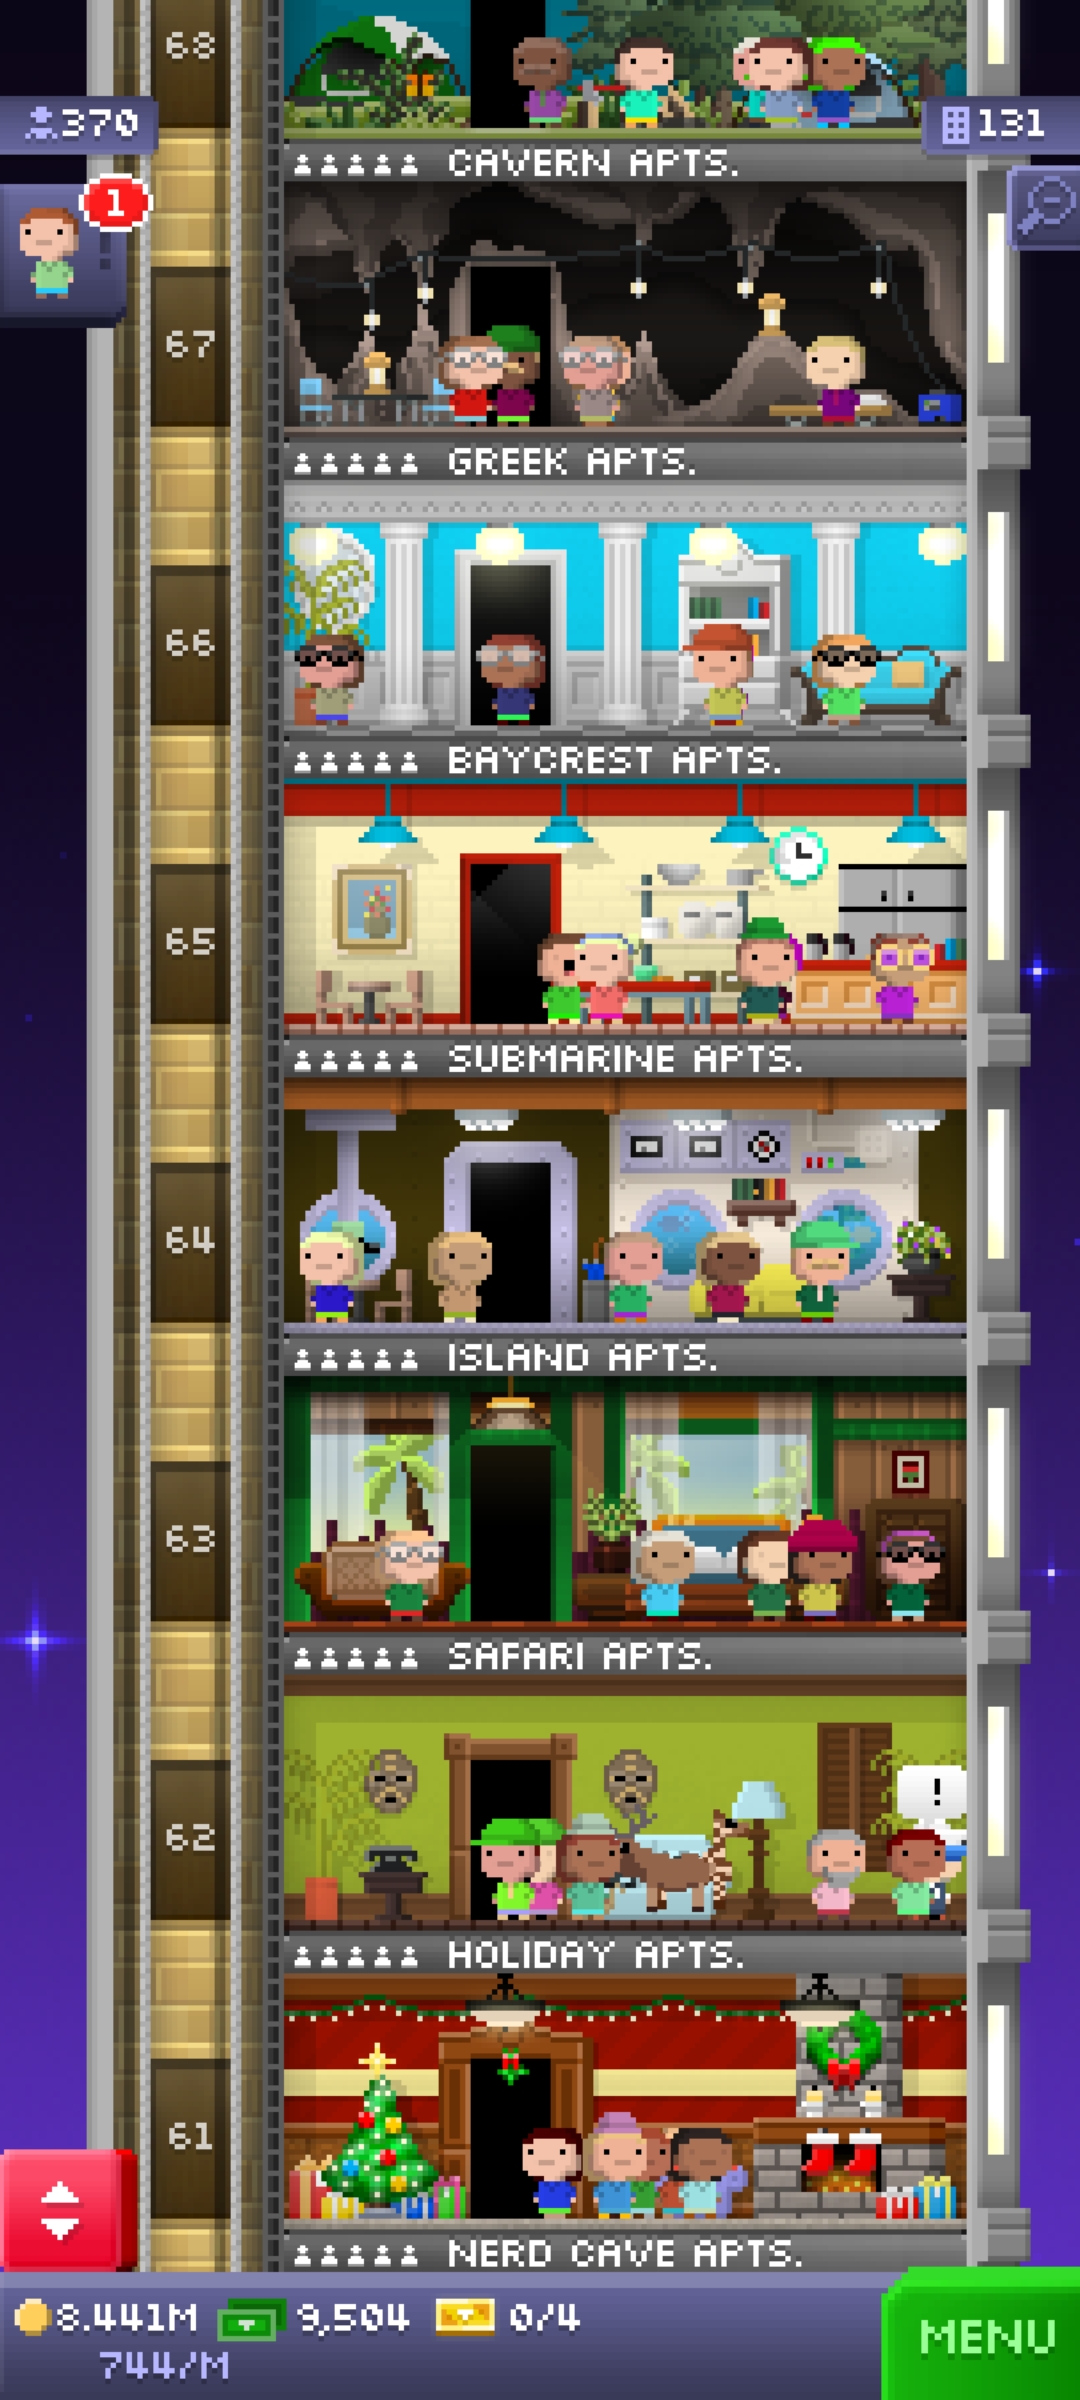 68
370
131
CAVERN APTS.
1
67
GREEK APTS.
66
BAYCREST APTS.
65
SUBMARINE APTS.
64
ISLAND APTS.
63
SAFARI APTS.
!
62
HOLIDAY APTS.
61
NERD CAVE APTS.
8.441M 9,504 0/4
744/M
MENU